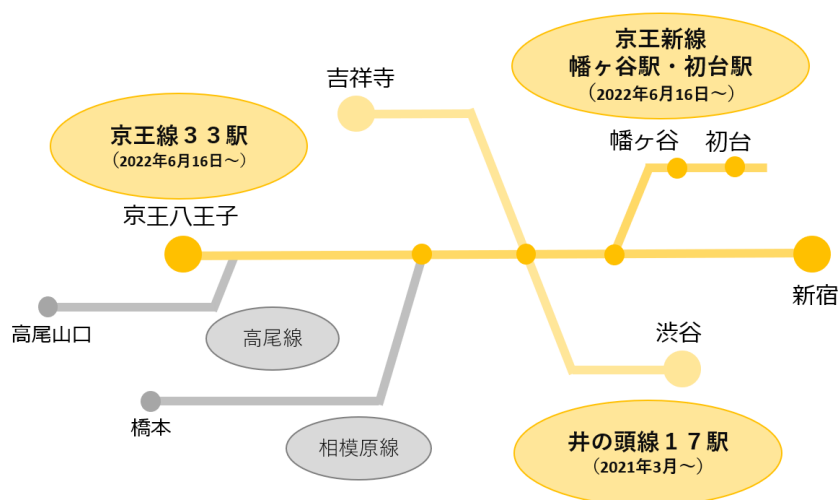 京王新線
幡ヶ谷駅・初台駅
（2022年6月16日～）
吉祥寺
京王線３３駅
（2022年6月16日～）
幡ヶ谷
初台
京王八王子
新宿
高尾山口
高尾線
渋谷
橋本
相模原線
井の頭線１７駅
（2021年3月～）